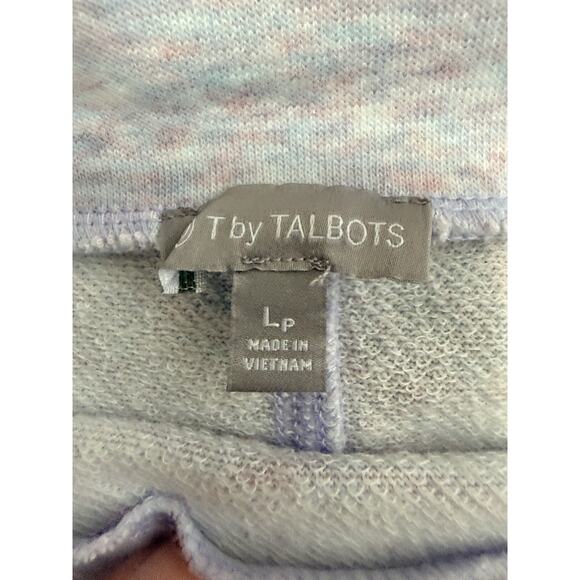 T by TALBOTS
LP
MADE IN
VIETNAM